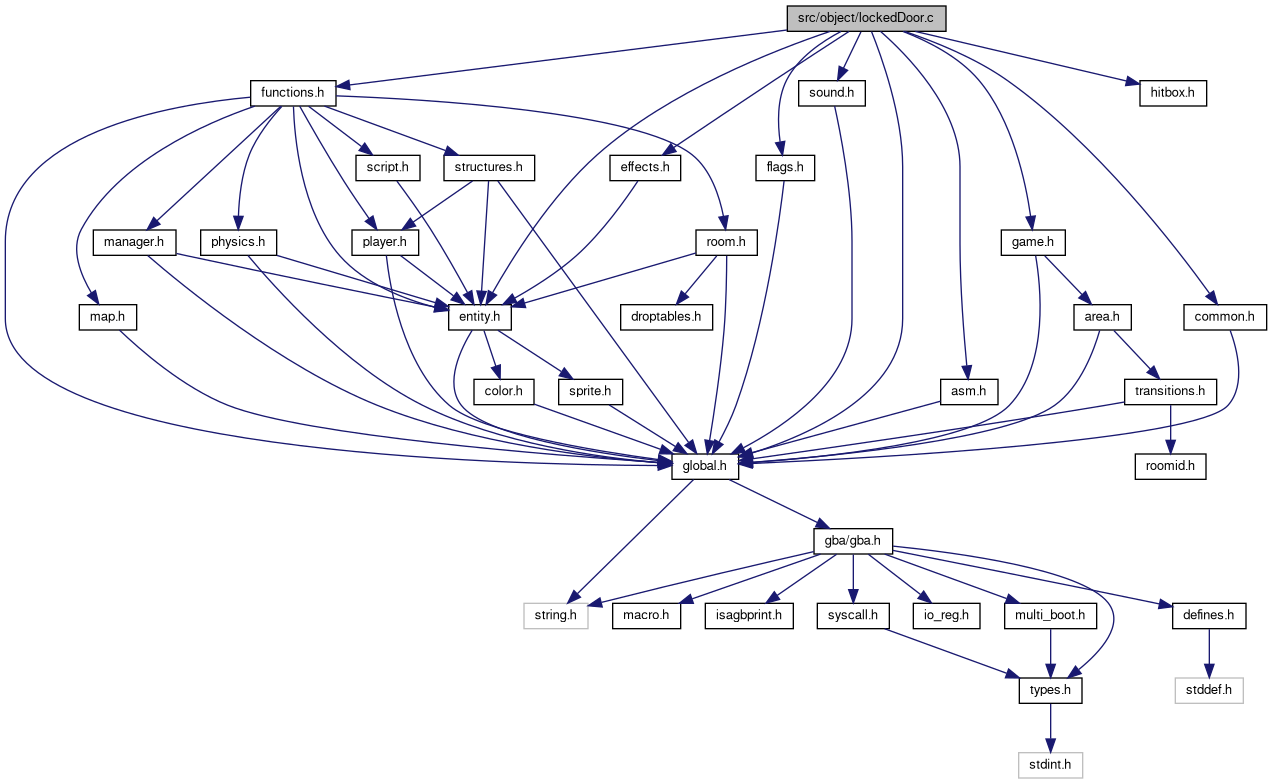 src/object/lockedDoor.c
functions.h
sound.h
hitbox.h
script.h
structures.h
effects.h
flags.h
manager.h
physics.h
player.h
room.h
game.h
map.h
entity.h
droptables.h
area.h
common.h
color.h
sprite.h
asm.h
transitions.h
global.h
roomid.h
gba/gba.h
string.h
macro.h
isagbprint.h
syscall.h
io_reg.h
multi_boot.h
defines.h
types.h
stddef.h
stdint.h